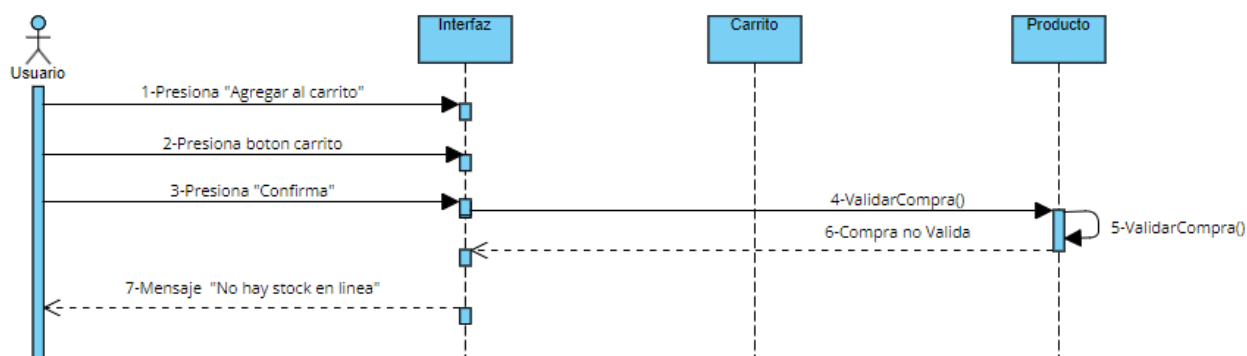 Interfaz
Carrito
Producto
Usuario
1-Presiona "Agregar al carrito"
2-Presiona boton carrito
3-Presiona "Confirma"
4-ValidarCompra()
5-ValidarCompra()
6-Compra no Valida
7-Mensaje "No hay stock en linea"